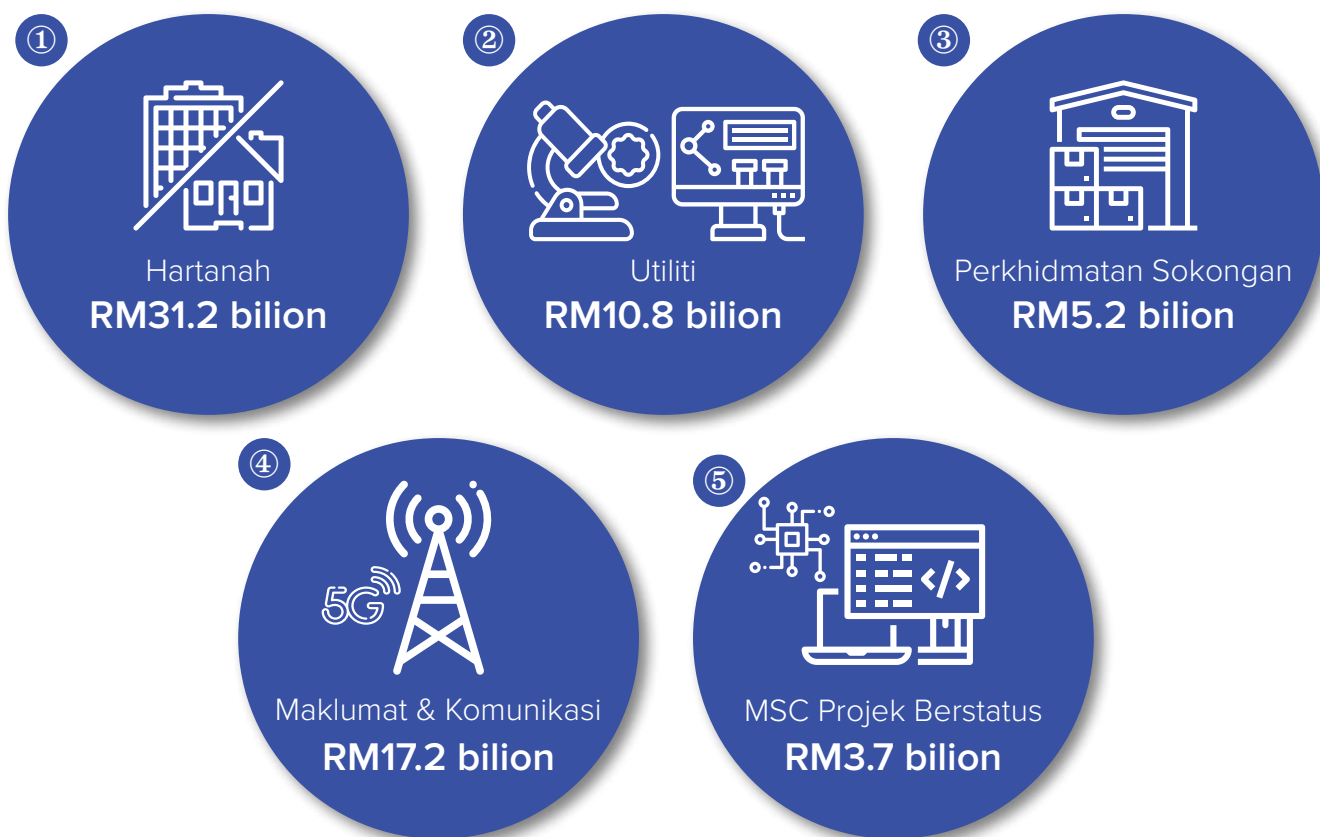 ①
Hartanah
RM31.2 bilion
②
Utiliti
RM10.8 bilion
③
Perkhidmatan Sokongan
RM5.2 bilion
④
5G
Maklumat & Komunikasi
RM17.2 bilion
⑤
</>
MSC Projek Berstatus
RM3.7 bilion